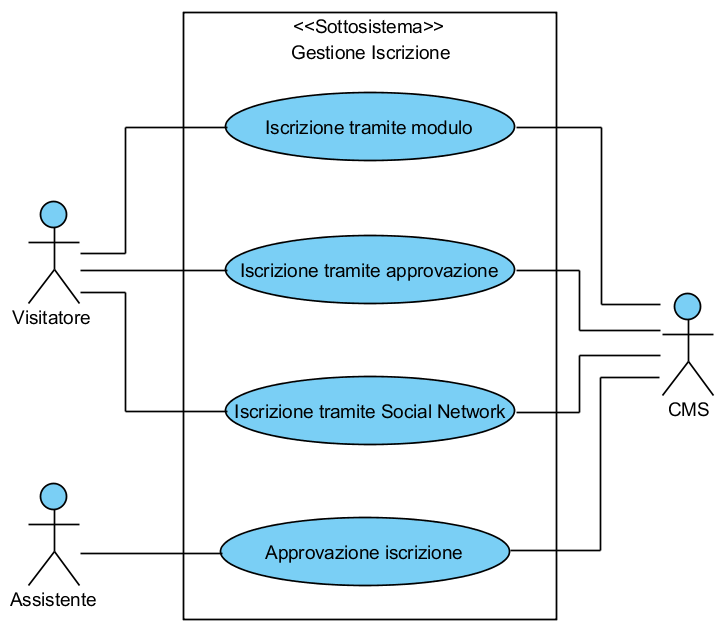 <<Sottosistema>>
Gestione Iscrizione
Iscrizione tramite modulo
Iscrizione tramite approvazione
Visitatore
Iscrizione tramite Social Network
CMS
Approvazione iscrizione
Assistente